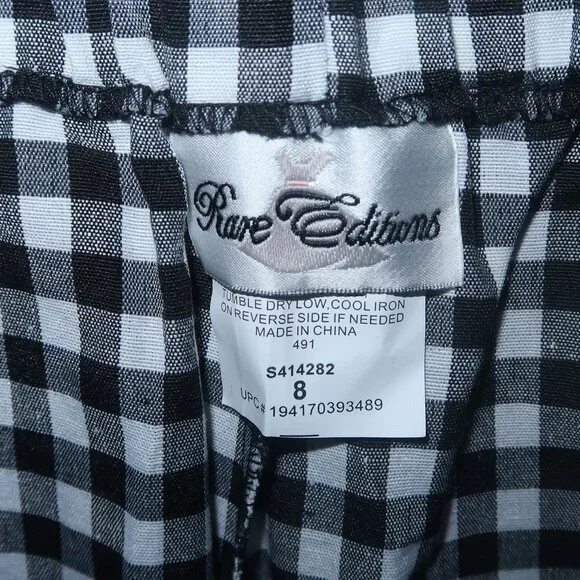 Rare Editions
TUMBLE DRY LOW, COOL IRON
ON REVERSE SIDE IF NEEDED
MADE IN CHINA
491
S414282
8
UPC# 194170393489